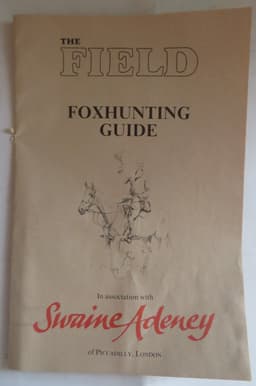 THE
FIELD
FOXHUNTING
GUIDE
In association with
Swaine Adeney
of PICCADILLY, LONDON